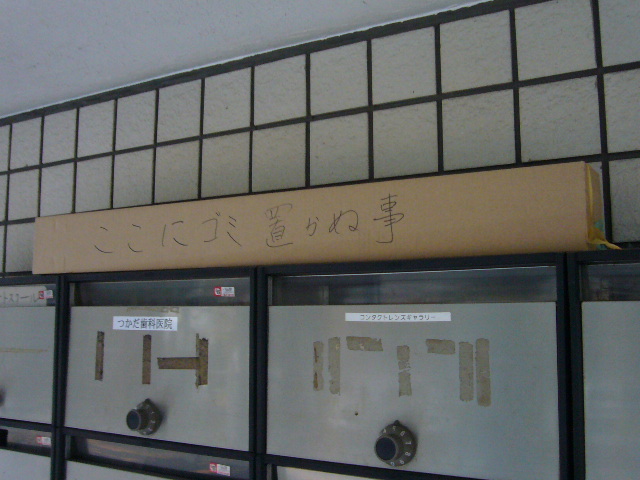 ここにゴミ置かぬ事
つかだ歯科医院
コンタクトレンズギャラリー